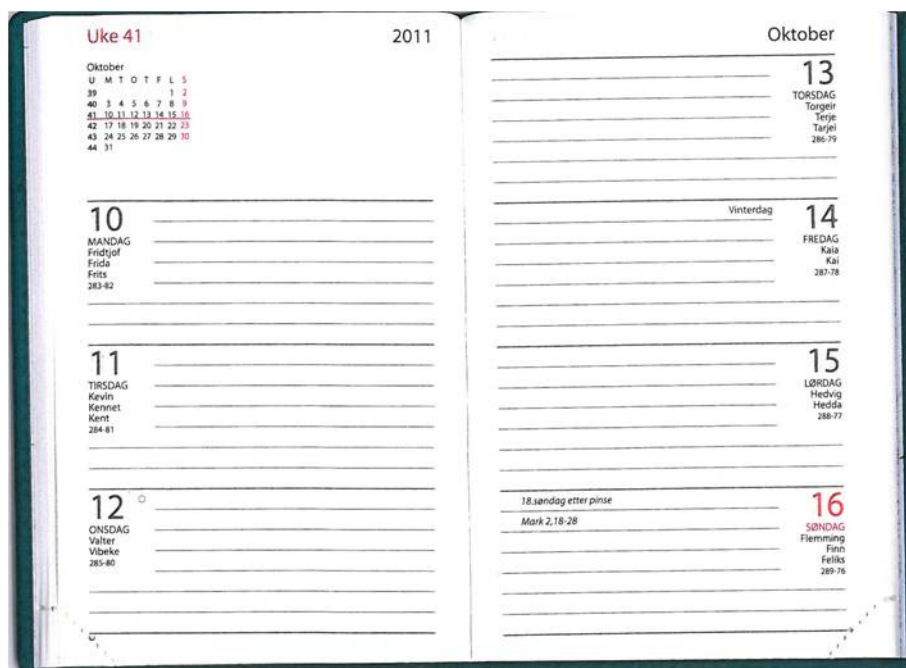 Uke 41
2011
Oktober
U M T O T F L S
39 1 2
40 3 4 5 6 7 8 9
41 10 11 12 13 14 15 16
42 17 18 19 20 21 22 23
43 24 25 26 27 28 29 30
44 31
10
MANDAG
Fridtjof
Frida
Frits
283-82
11
TIRSDAG
Kevin
Kennet
Kent
284-81
12
ONSDAG
Valter
Vibeke
285-80
Oktober
13
TORSDAG
Torgeir
Terje
Tarjei
286-79
Vinterdag
14
FREDAG
Kaia
Kai
287-78
15
LØRDAG
Hedvig
Hedda
288-77
18.søndag etter pinse
Mark 2,18-28
16
SØNDAG
Flemming
Finn
Feliks
289-76